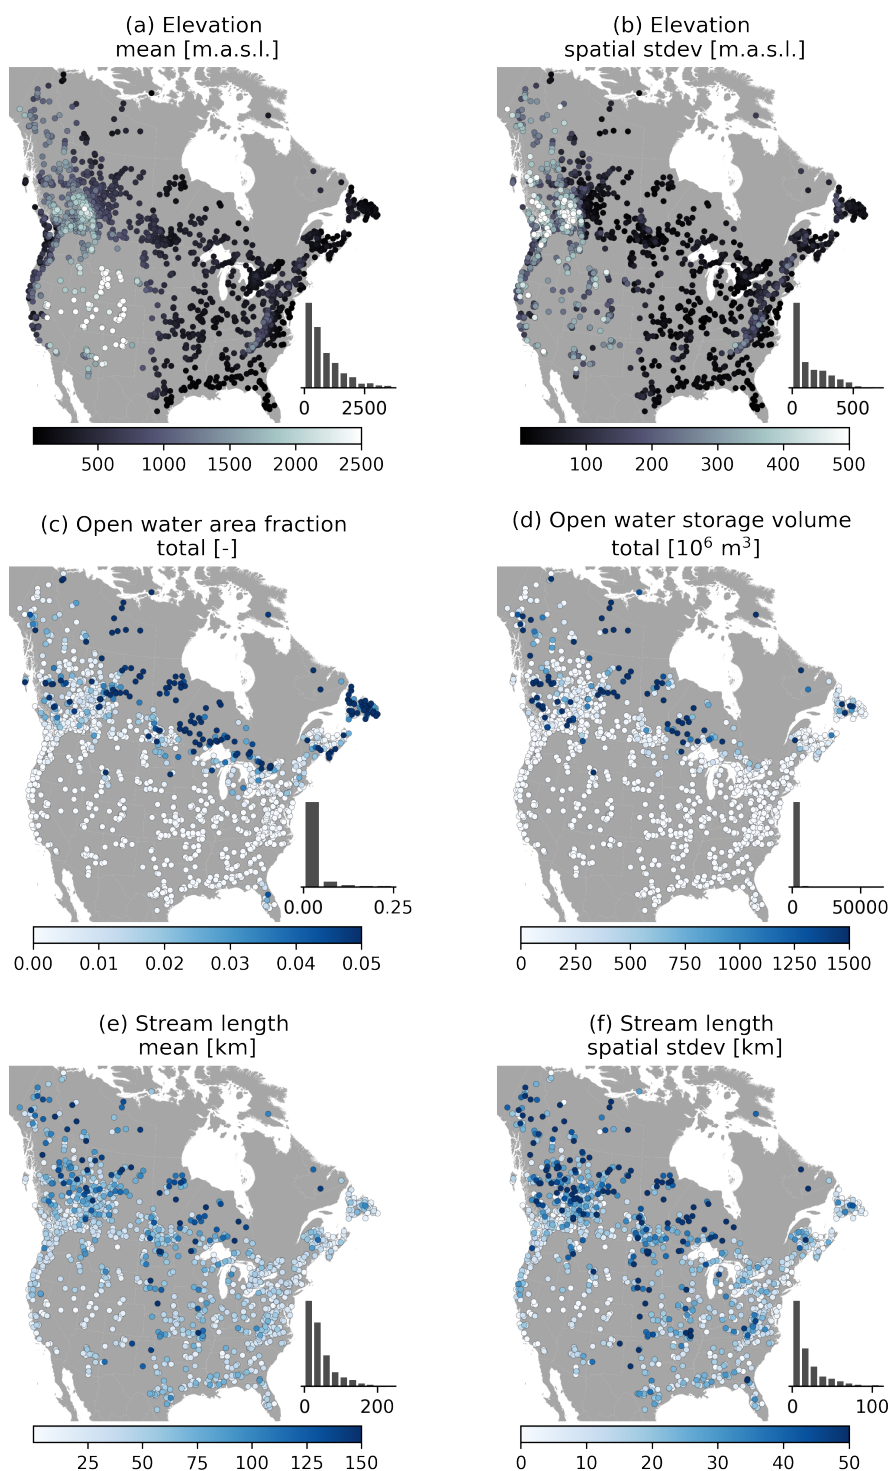 (a) Elevation
mean [m.a.s.l.]
(b) Elevation
spatial stdev [m.a.s.l.]
0 2500
0 500
500 1000 1500 2000 2500
100 200 300 400 500
(c) Open water area fraction
total [-]
(d) Open water storage volume
total [10⁶ m³]
0.00 0.25
0 50000
0.00 0.01 0.02 0.03 0.04 0.05
0 250 500 750 1000 1250 1500
(e) Stream length
mean [km]
(f) Stream length
spatial stdev [km]
0 200
0 100
25 50 75 100 125 150
0 10 20 30 40 50